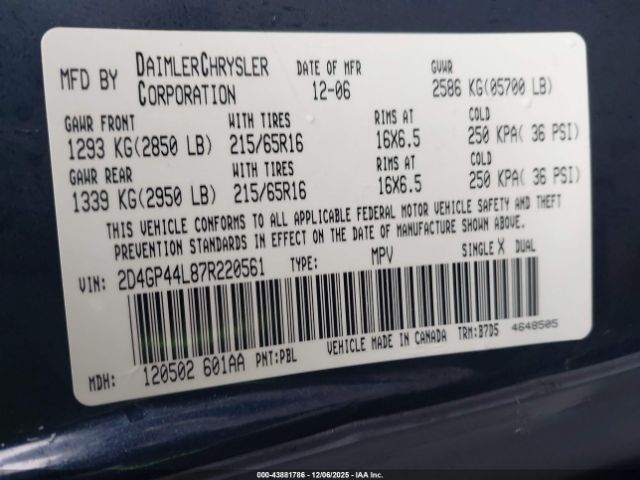 MFD BY DAIMLERCHRYSLER CORPORATION DATE OF MFR 12-06 GVWR 2586 KG(05700 LB)
GAWR FRONT WITH TIRES RIMS AT COLD
1293 KG(2850 LB) 215/65R16 16X6.5 250 KPA( 36 PSI)
GAWR REAR WITH TIRES RIMS AT COLD
1339 KG(2950 LB) 215/65R16 16X6.5 250 KPA( 36 PSI)
THIS VEHICLE CONFORMS TO ALL APPLICABLE FEDERAL MOTOR VEHICLE SAFETY AND THEFT
PREVENTION STANDARDS IN EFFECT ON THE DATE OF MANUFACTURE SHOWN ABOVE.
VIN: 2D4GP44L87R220561 TYPE: MPV SINGLE X DUAL
MDH: 120502 601AA PNT:PBL VEHICLE MADE IN CANADA TRM:B7D5 4648505
200-43881786 - 12/06/2025 - IAA Inc.